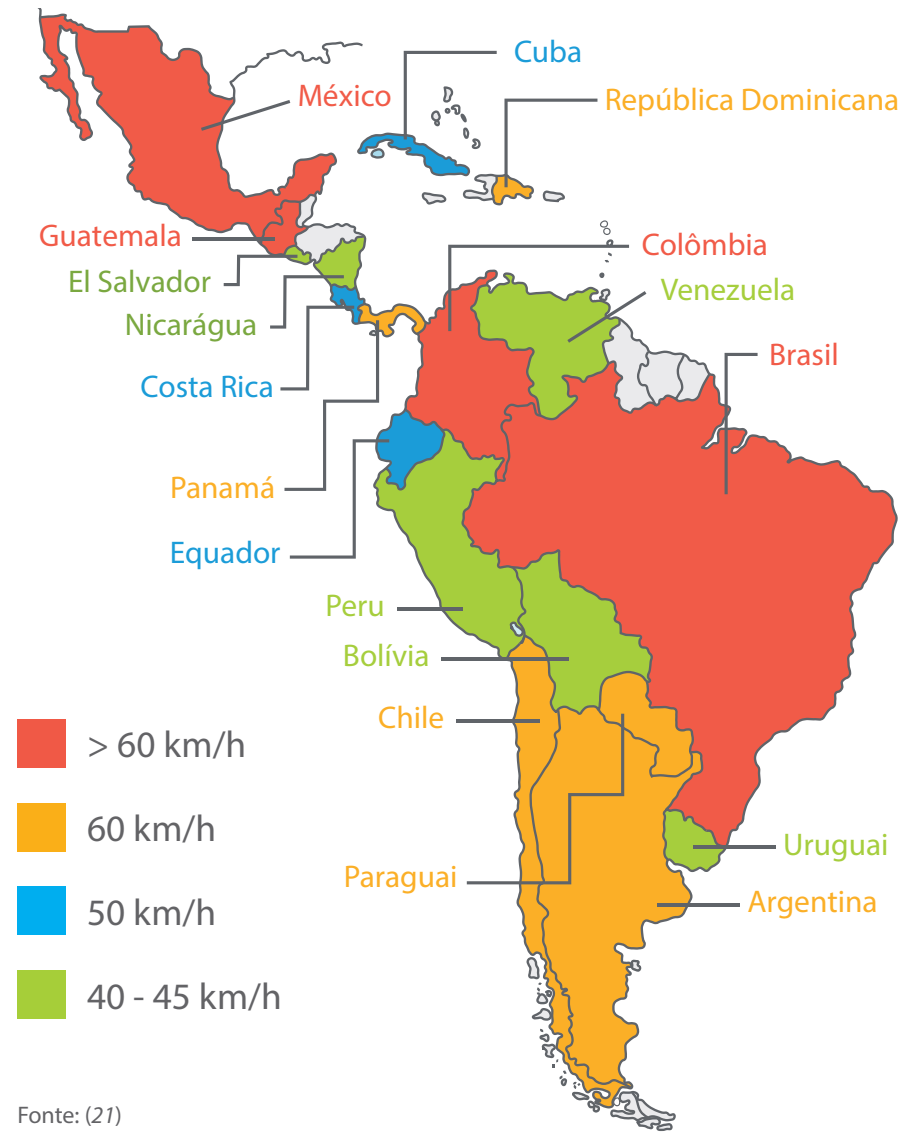 Cuba
México
República Dominicana
Guatemala
Colômbia
El Salvador
Venezuela
Nicarágua
Brasil
Costa Rica
Panamá
Equador
Peru
Bolívia
Chile
> 60 km/h
60 km/h
Uruguai
Paraguai
Argentina
50 km/h
40 - 45 km/h
Fonte: (21)